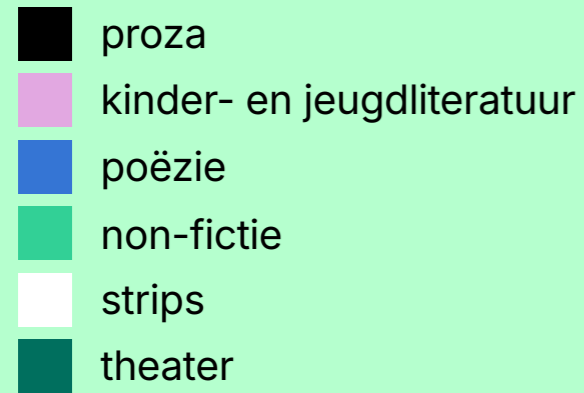 proza
kinder- en jeugdliteratuur
poëzie
non-fictie
strips
theater